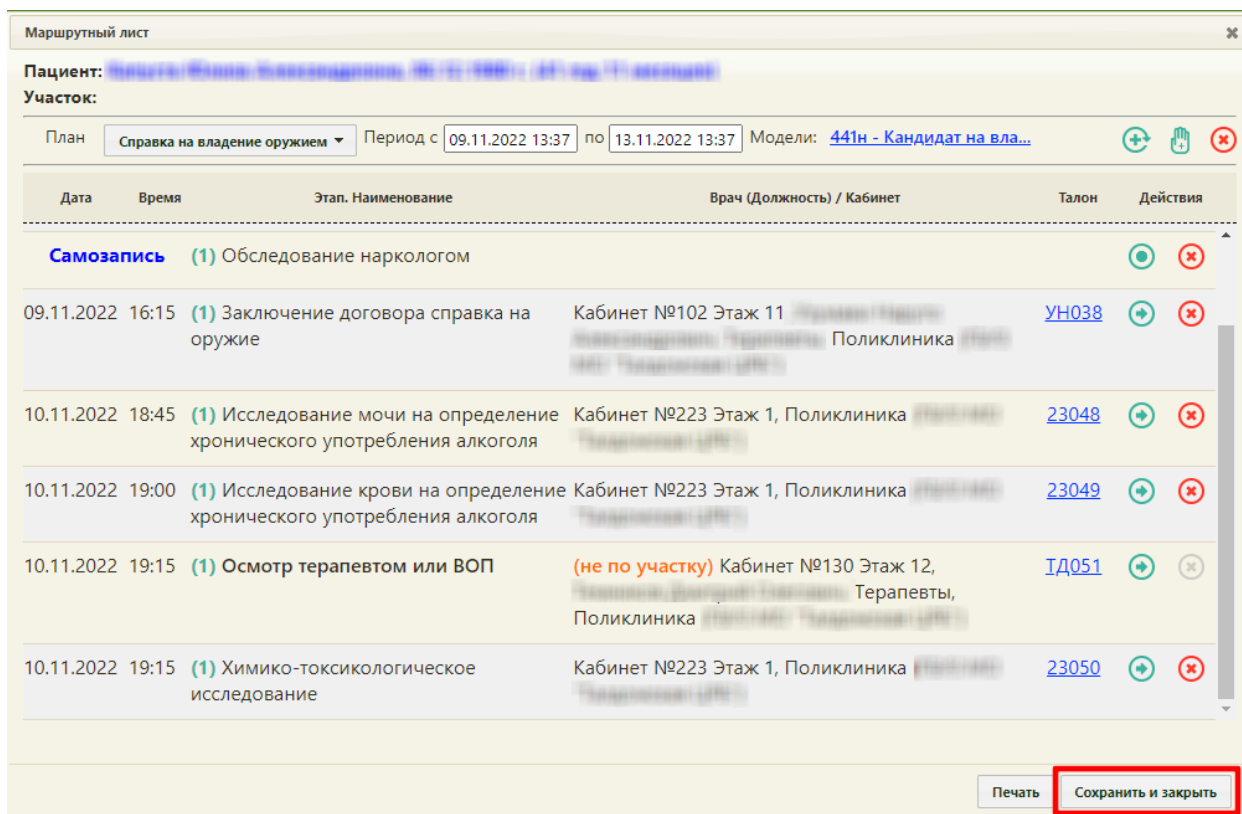 Маршрутный лист
Пациент:
Участок:
План Справка на владение оружием Период с 09.11.2022 13:37 по 13.11.2022 13:37 Модели: 441н - Кандидат на вла...
Дата Время Этап. Наименование Врач (Должность) / Кабинет Талон Действия
Самозапись (1) Обследование наркологом
09.11.2022 16:15 (1) Заключение договора справка на Кабинет №102 Этаж 11 УН038
оружие Поликлиника
10.11.2022 18:45 (1) Исследование мочи на определение Кабинет №223 Этаж 1, Поликлиника 23048
хронического употребления алкоголя
10.11.2022 19:00 (1) Исследование крови на определение Кабинет №223 Этаж 1, Поликлиника 23049
хронического употребления алкоголя
10.11.2022 19:15 (1) Осмотр терапевтом или ВОП (не по участку) Кабинет №130 Этаж 12, ТД051
Терапевты,
Поликлиника
10.11.2022 19:15 (1) Химико-токсикологическое Кабинет №223 Этаж 1, Поликлиника 23050
исследование
Печать Сохранить и закрыть